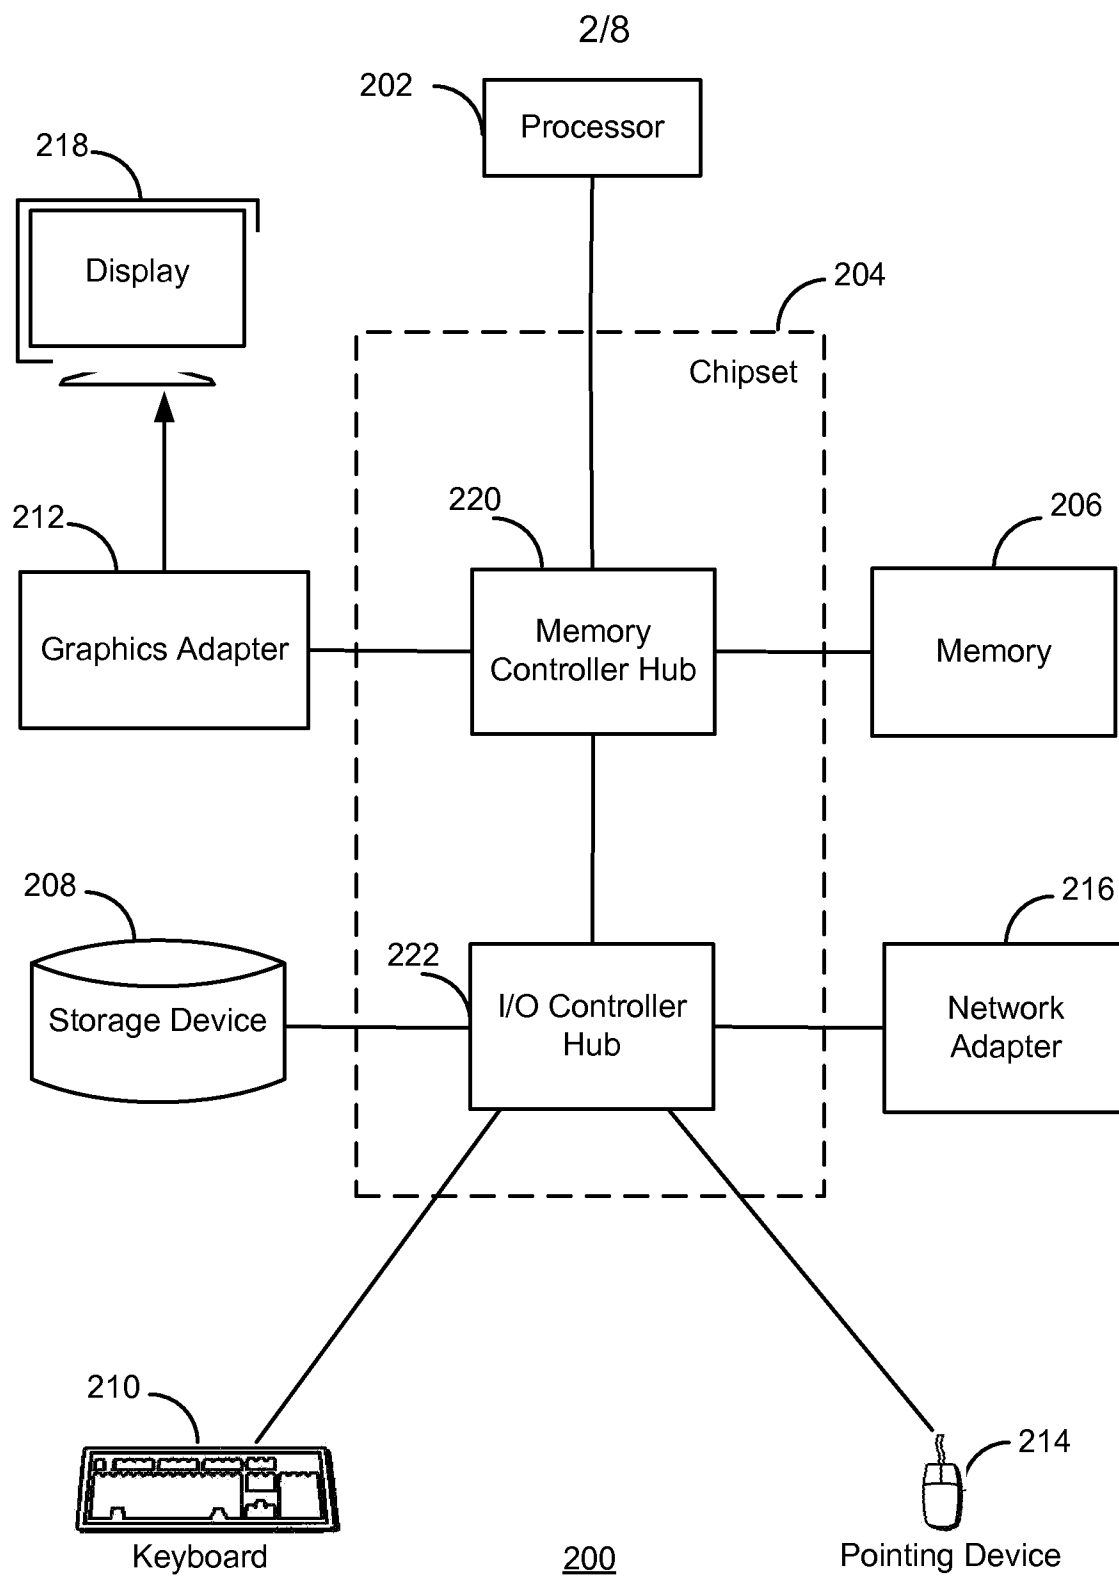 2/8
202
Processor
218
Display
204
Chipset
220
206
212
Memory
Controller Hub
Graphics Adapter
Memory
208
216
222
I/O Controller
Hub
Storage Device
Network
Adapter
210
214
Keyboard
200
Pointing Device